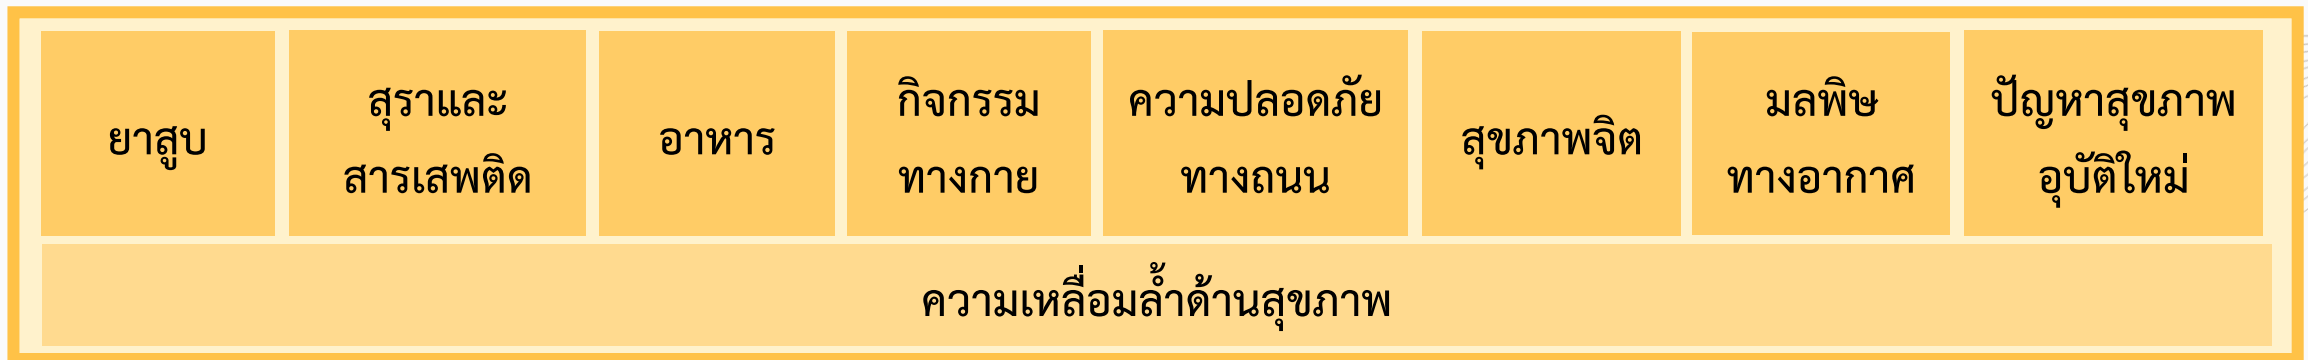 ยาสูบ
สุราและ
สารเสพติด
อาหาร
กิจกรรม
ทางกาย
ความปลอดภัย
ทางถนน
สุขภาพจิต
มลพิษ
ทางอากาศ
ปัญหาสุขภาพ
อุบัติใหม่
ความเหลื่อมล้ำด้านสุขภาพ